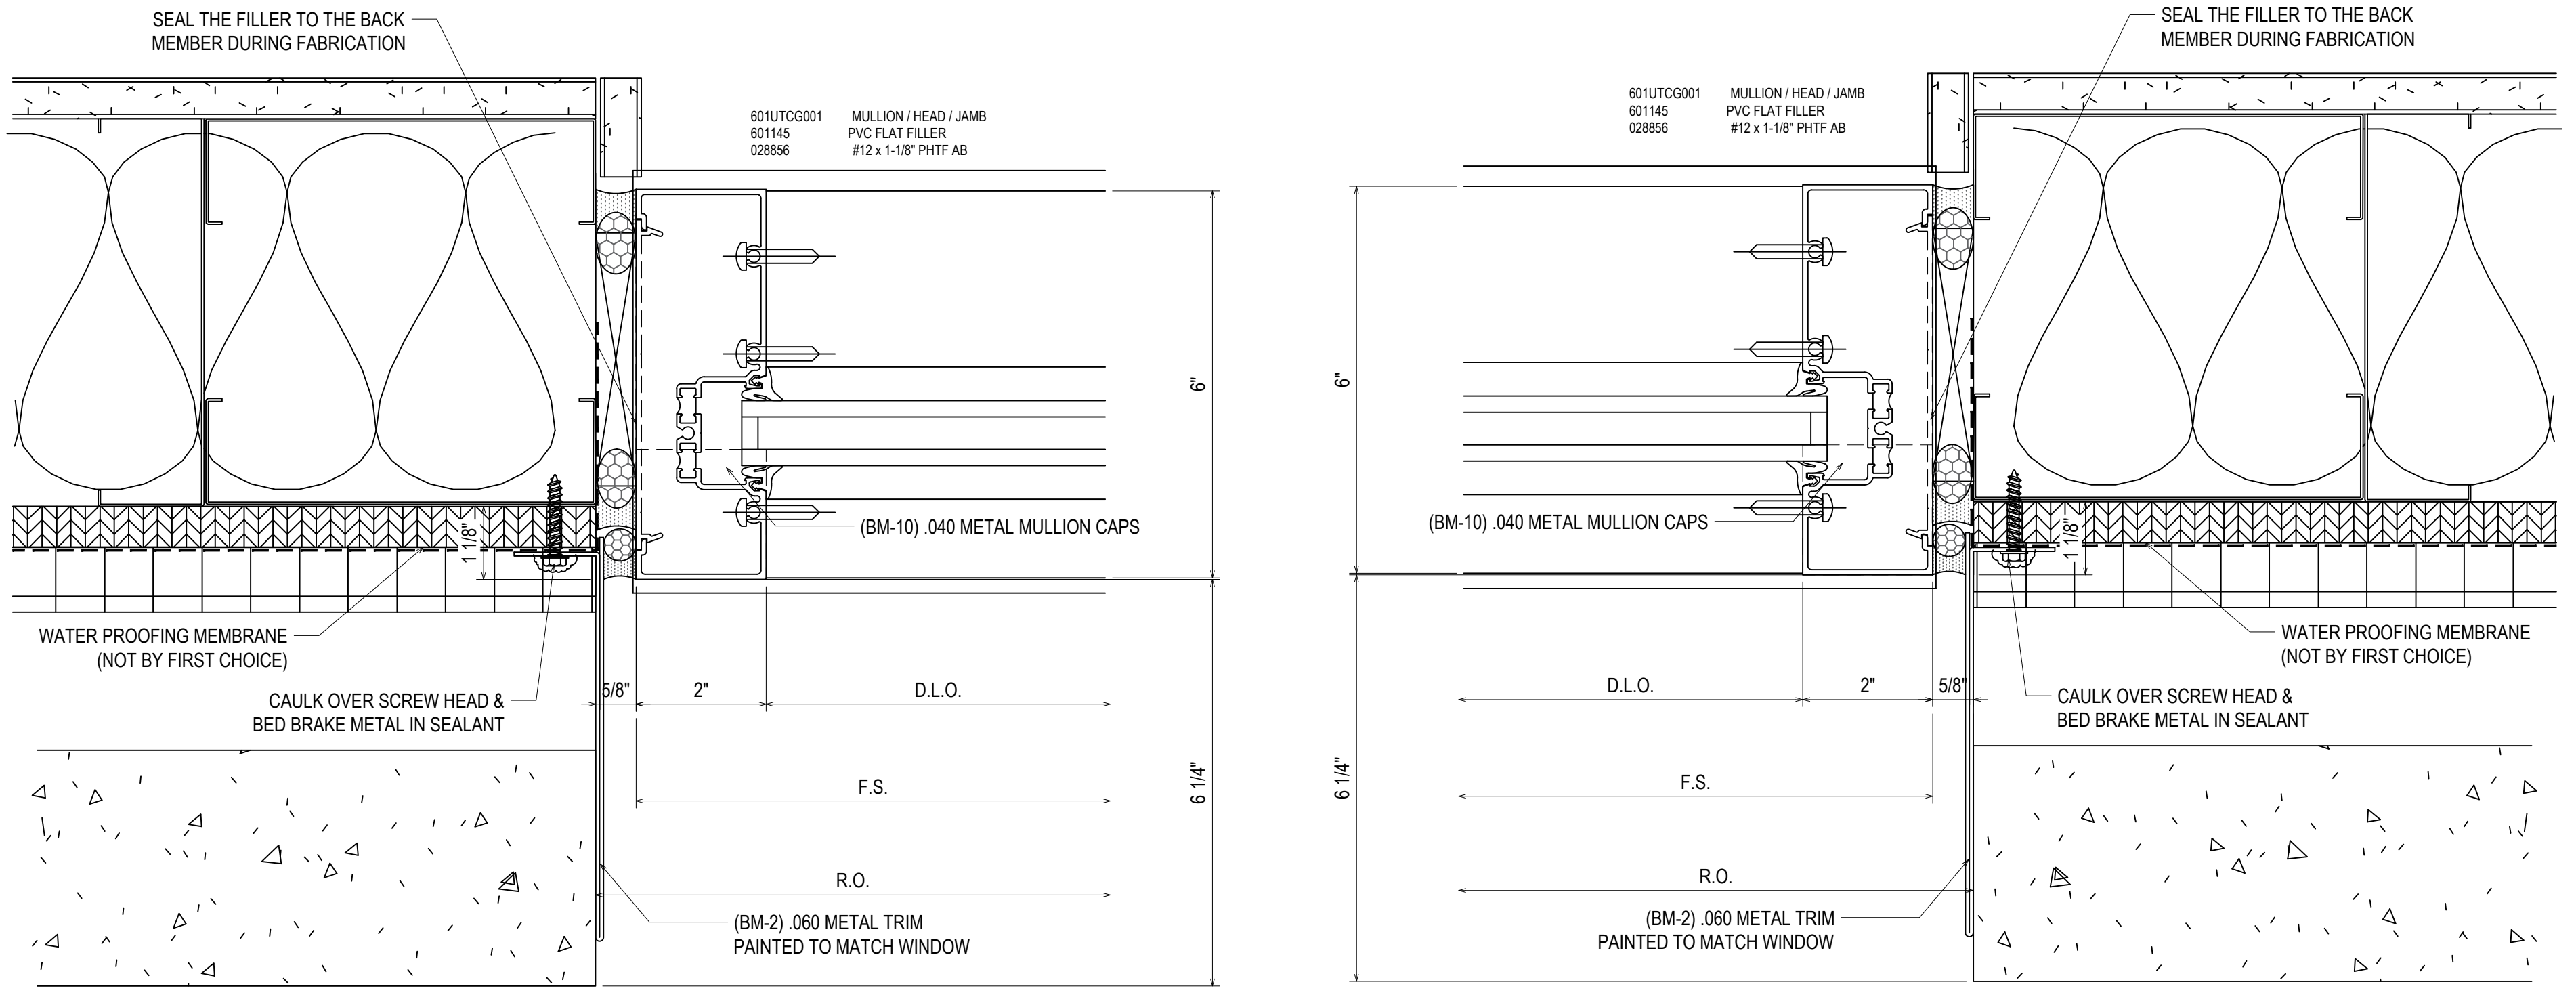 SEAL THE FILLER TO THE BACK
MEMBER DURING FABRICATION
601UTCG001 MULLION / HEAD / JAMB
601145 PVC FLAT FILLER
028856 #12 x 1-1/8" PHTF AB
6"
(BM-10) .040 METAL MULLION CAPS
1 1/8"
WATER PROOFING MEMBRANE
(NOT BY FIRST CHOICE)
CAULK OVER SCREW HEAD &
BED BRAKE METAL IN SEALANT
5/8"
2"
D.L.O.
F.S.
6 1/4"
R.O.
(BM-2) .060 METAL TRIM
PAINTED TO MATCH WINDOW
SEAL THE FILLER TO THE BACK
MEMBER DURING FABRICATION
601UTCG001 MULLION / HEAD / JAMB
601145 PVC FLAT FILLER
028856 #12 x 1-1/8" PHTF AB
6"
(BM-10) .040 METAL MULLION CAPS
1 1/8"
WATER PROOFING MEMBRANE
(NOT BY FIRST CHOICE)
CAULK OVER SCREW HEAD &
BED BRAKE METAL IN SEALANT
D.L.O.
2"
5/8"
F.S.
6 1/4"
R.O.
(BM-2) .060 METAL TRIM
PAINTED TO MATCH WINDOW